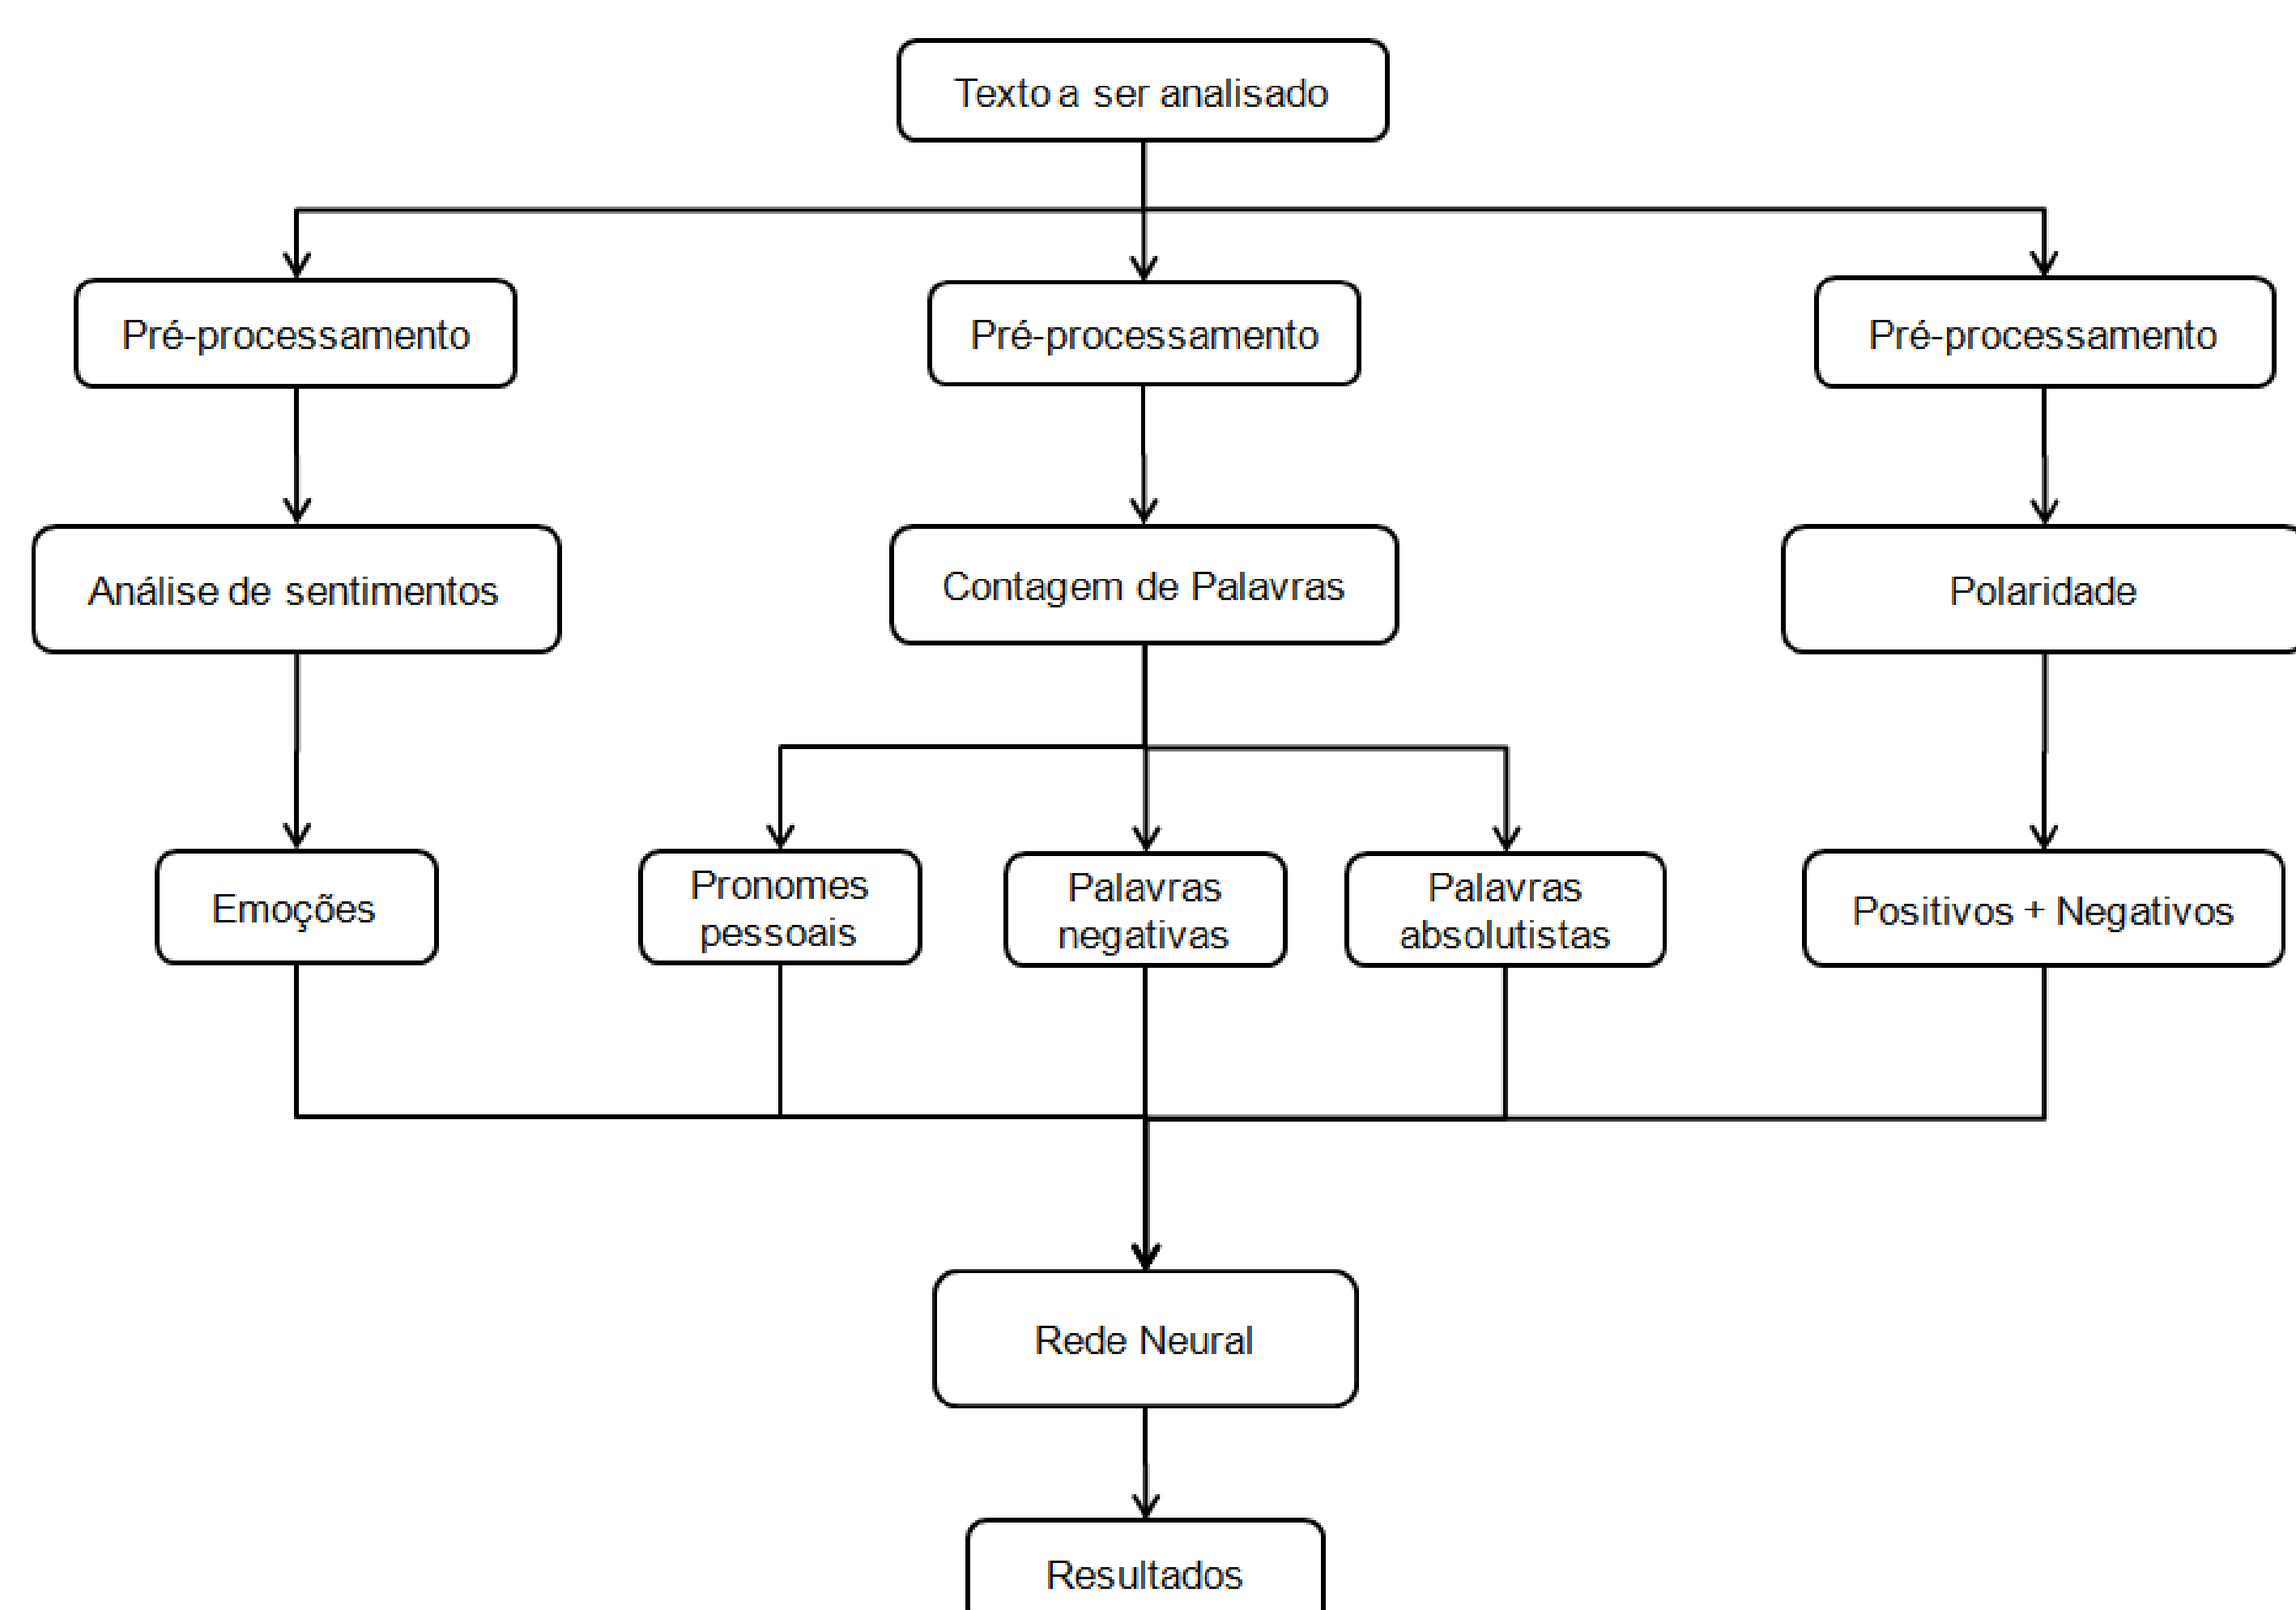 Texto a ser analisado
Pré-processamento
Pré-processamento
Pré-processamento
Análise de sentimentos
Contagem de Palavras
Polaridade
Emoções
Pronomes
pessoais
Palavras
negativas
Palavras
absolutistas
Positivos + Negativos
Rede Neural
Resultados